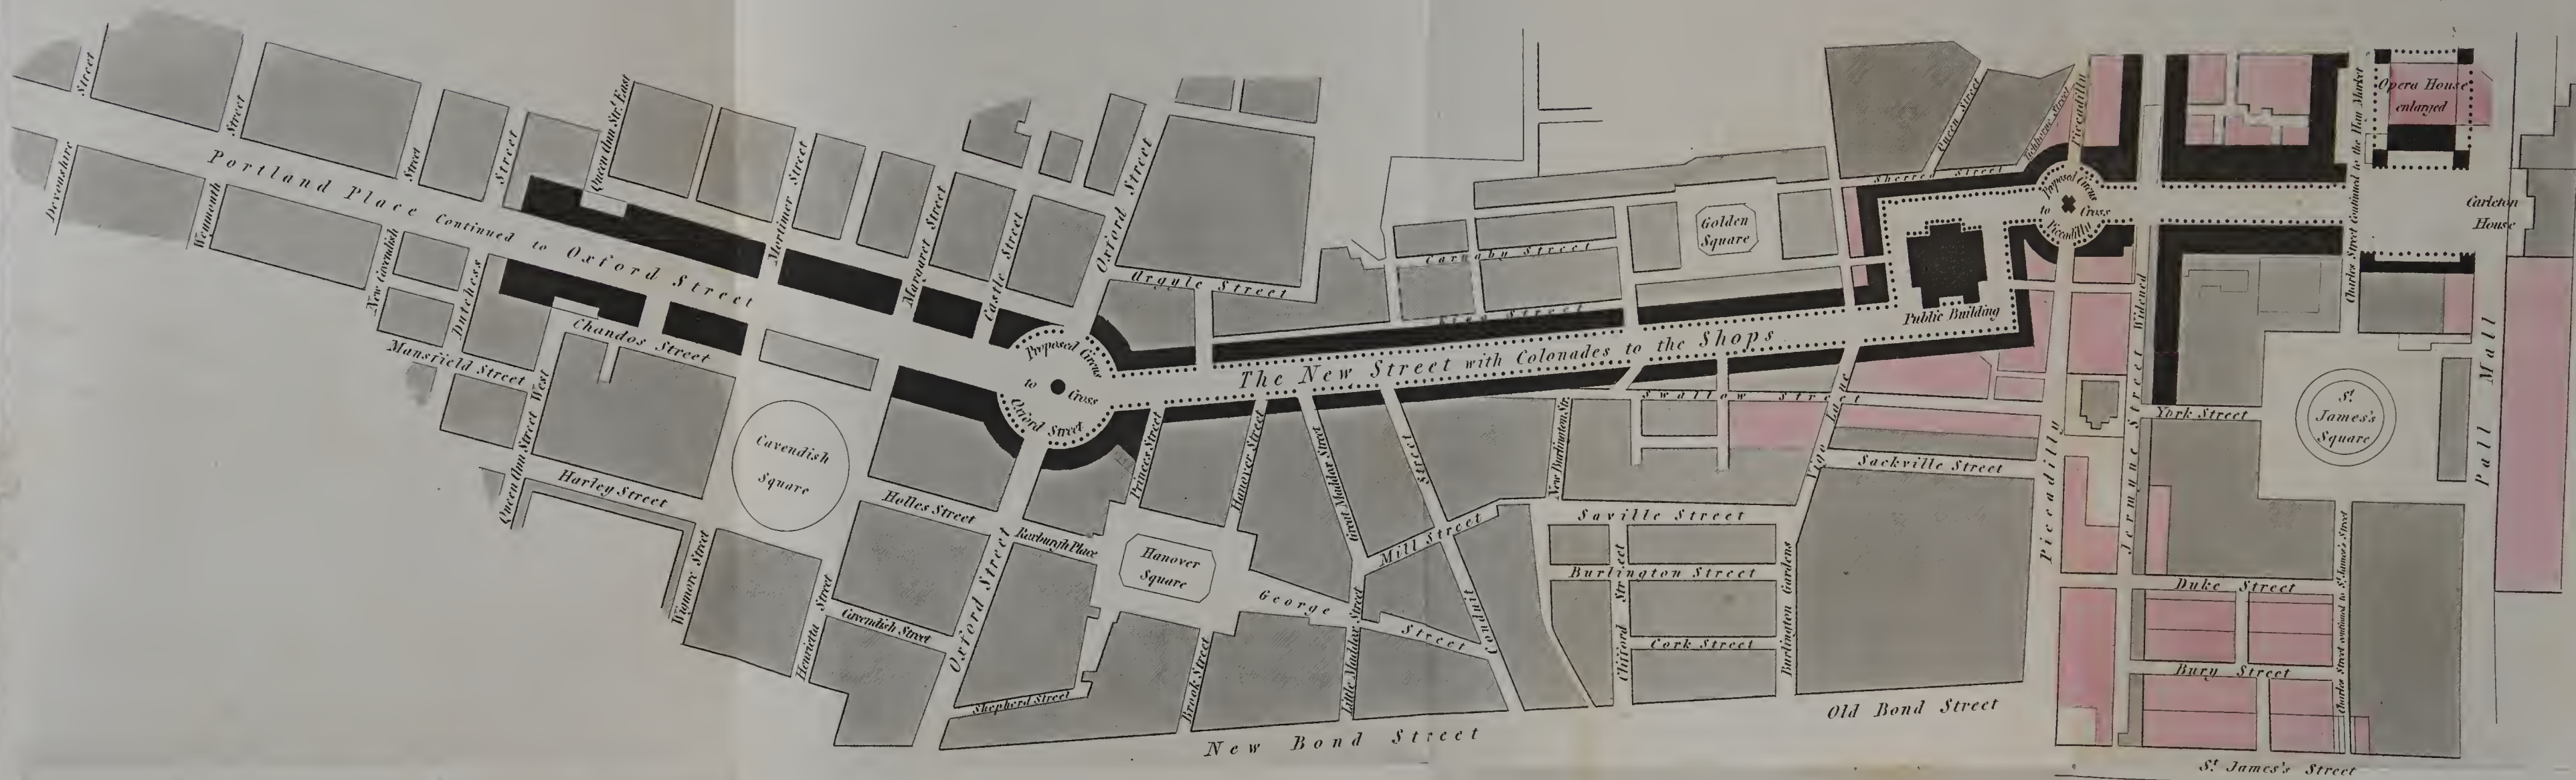 Devonshire Street
Weymouth Street
Portland Place Continued to Oxford Street
New Cavendish Street
Dutchess Street
Queen Ann Str.t East
Mansfield Street
Chandos Street
Queen Ann Street West
Harley Street
Mortimer Street
Margaret Street
Castle Street
Oxford Street
Argyle Street
Cavendish
Square
Wigmore Street
Henrietta Street
Holles Street
Cavendish Street
Oxford Street
Proposed Circus
to Cross
Oxford Street
Roxburgh Place
Shepherd Street
Hanover
Square
Princes Street
Hanover Street
Great Maddox Street
Little Maddox Street
George Street
Brook Street
Mill Street
Conduit Street
New Bond Street
The New Street with Colonades to the Shops
Carnaby Street
King Street
Golden
Square
Swallow Street
New Burlington Str.
Saville Street
Burlington Street
Clifford Street
Cork Street
Burlington Gardens
Vigo Lane
Sackville Street
Old Bond Street
Public Building
Sherred Street
Queen Street
Tichborne Street
Piccadilly
Proposed Circus
to Cross
Piccadilly
Piccadilly
Jermyne Street Widened
York Street
Duke Street
Bury Street
St. James's Street
St.
James's
Square
Charles Street Continued to the Hay Market
Charles Street continued to St. James's Street
Opera House
enlarged
Carleton
House
Pall Mall